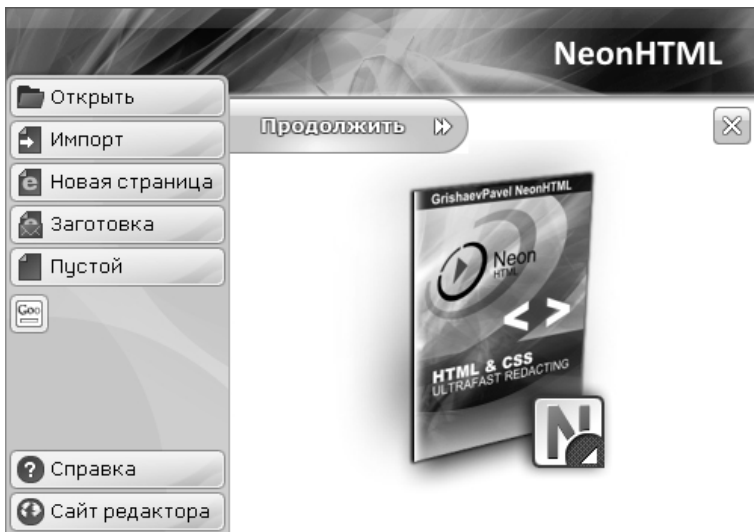 NeonHTML
Открыть
Продолжить
Импорт
Новая страница
Заготовка
Пустой
Goo
Справка
Сайт редактора
GrishaevPavel NeonHTML
Neon
HTML
< >
HTML & CSS
ULTRAFAST REDACTING
N